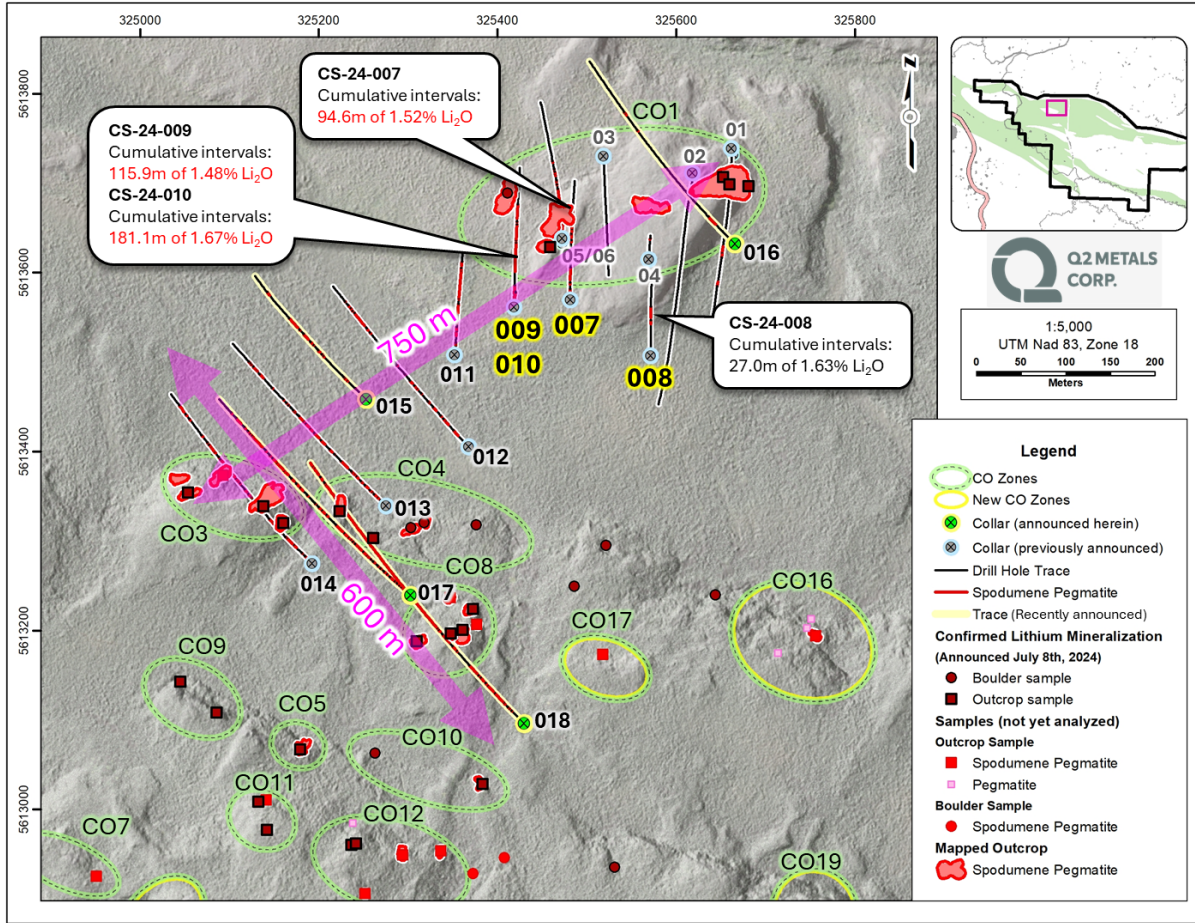 325000
325200
325400
325600
325800
5613800
5613600
5613400
5613200
5613000
CS-24-007
Cumulative intervals:
94.6m of 1.52% Li₂O
CS-24-009
Cumulative intervals:
115.9m of 1.48% Li₂O
CS-24-010
Cumulative intervals:
181.1m of 1.67% Li₂O
CO1
01
02
03
04
05/06
016
009
010
007
008
CS-24-008
Cumulative intervals:
27.0m of 1.63% Li₂O
011
012
750 m
015
013
014
CO4
CO3
CO8
017
600 m
018
CO16
CO17
CO9
CO5
CO10
CO11
CO12
CO7
CO19
z
Q2 METALS
CORP.
1:5,000
UTM Nad 83, Zone 18
0 50 100 150 200
Meters
Legend
CO Zones
New CO Zones
Collar (announced herein)
Collar (previously announced)
Drill Hole Trace
Spodumene Pegmatite
Trace (Recently announced)
Confirmed Lithium Mineralization
(Announced July 8th, 2024)
Boulder sample
Outcrop sample
Samples (not yet analyzed)
Outcrop Sample
Spodumene Pegmatite
Pegmatite
Boulder Sample
Spodumene Pegmatite
Mapped Outcrop
Spodumene Pegmatite